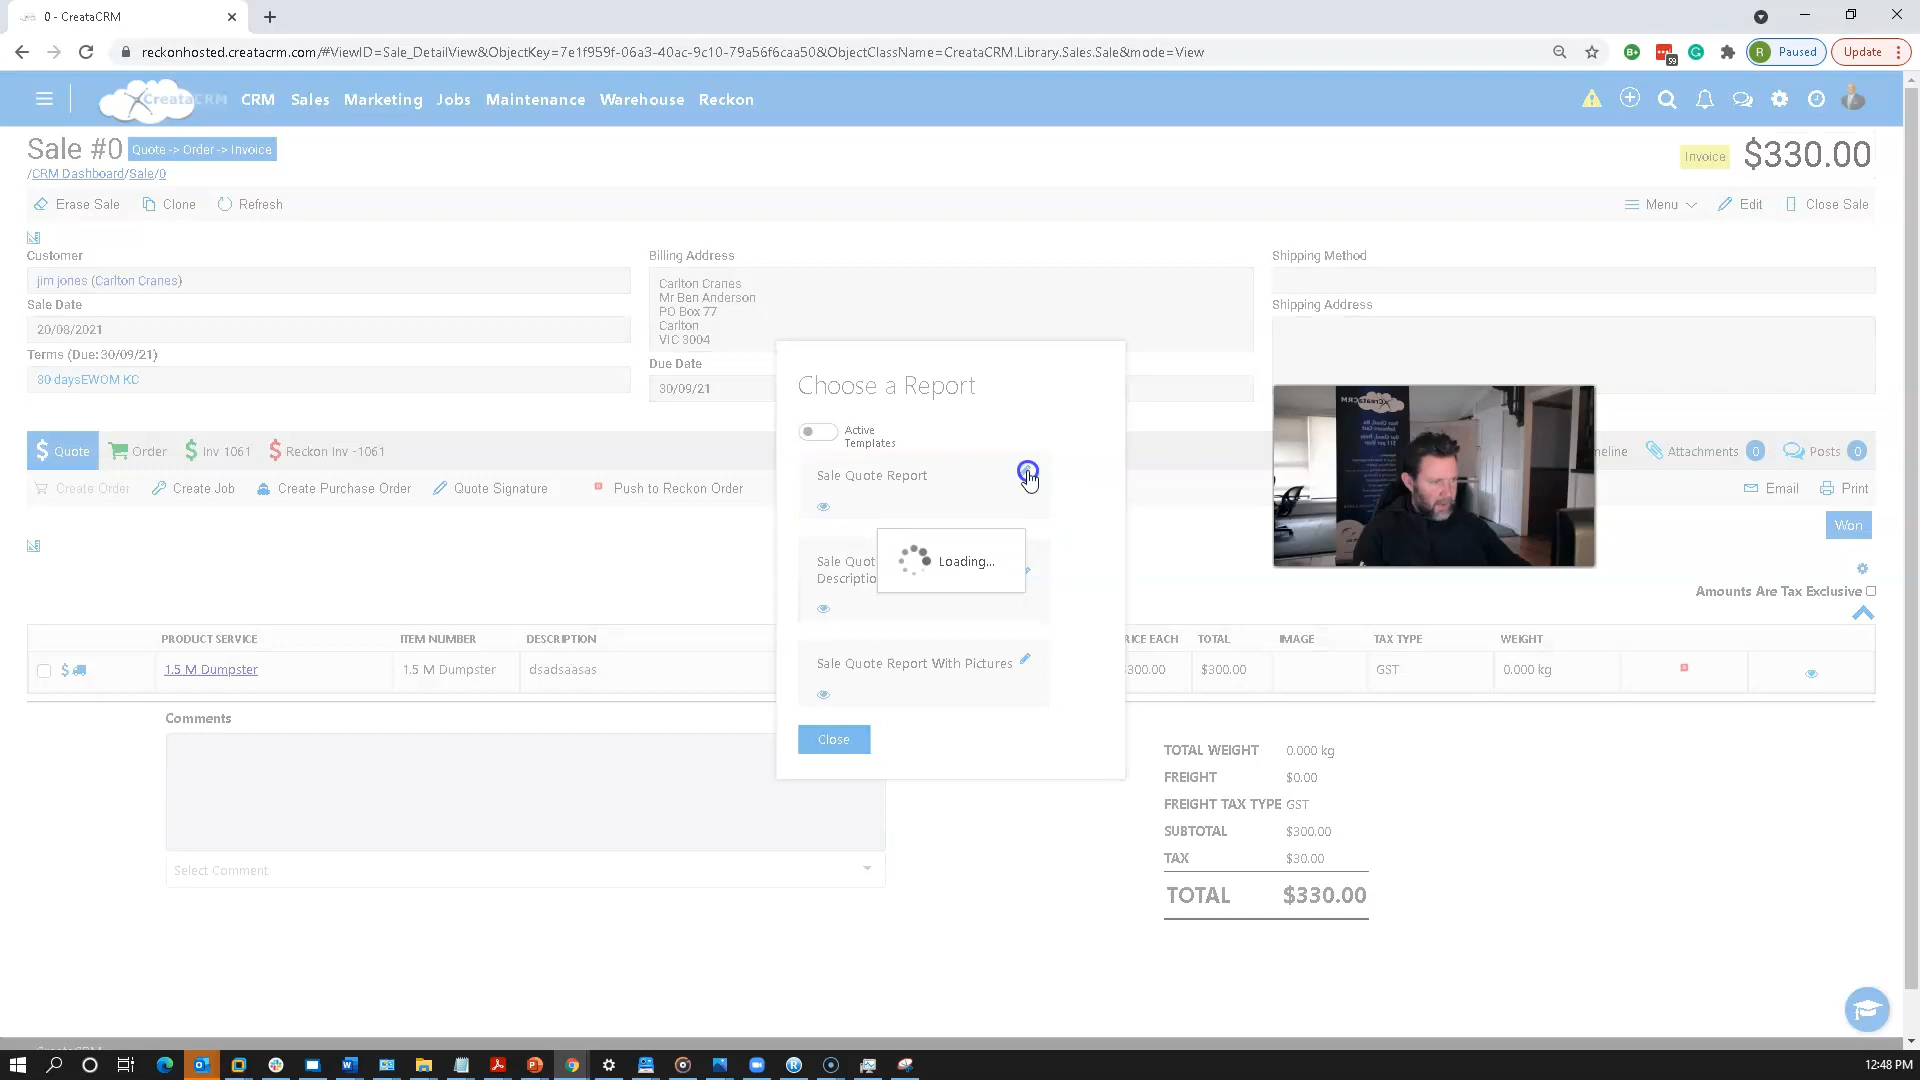 0 - CreataCRM
reckonhosted.creatacrm.com/#ViewID=Sale_DetailView&ObjectKey=7e1f959f-06a3-40ac-9c10-79a56f6caa50&ObjectClassName=CreataCRM.Library.Sales.Sale&mode=View
59
R Paused
Update
CreataCRM CRM Sales Marketing Jobs Maintenance Warehouse Reckon
Sale #0 Quote -> Order -> Invoice
Invoice $330.00
/CRM Dashboard/Sale/0
Erase Sale Clone Refresh
Menu Edit Close Sale
Customer
jim jones (Carlton Cranes)
Sale Date
20/08/2021
Terms (Due: 30/09/21)
30 daysEWOM KC
Billing Address
Carlton Cranes
Mr Ben Anderson
PO Box 77
Carlton
VIC 3004
Due Date
30/09/21
Shipping Method
Shipping Address
Choose a Report
Active
Templates
Sale Quote Report
Sale Quot
Descriptio
Loading...
Sale Quote Report With Pictures
Close
$ Quote Order $ Inv 1061 $ Reckon Inv -1061
meline Attachments 0 Posts 0
Create Order Create Job Create Purchase Order Quote Signature Push to Reckon Order
Email Print
Won
Amounts Are Tax Exclusive
PRODUCT SERVICE ITEM NUMBER DESCRIPTION RICE EACH TOTAL IMAGE TAX TYPE WEIGHT
$ 1.5 M Dumpster 1.5 M Dumpster dsadsaasas $300.00 $300.00 GST 0.000 kg
Comments
Select Comment
TOTAL WEIGHT 0.000 kg
FREIGHT $0.00
FREIGHT TAX TYPE GST
SUBTOTAL $300.00
TAX $30.00
TOTAL $330.00
12:48 PM